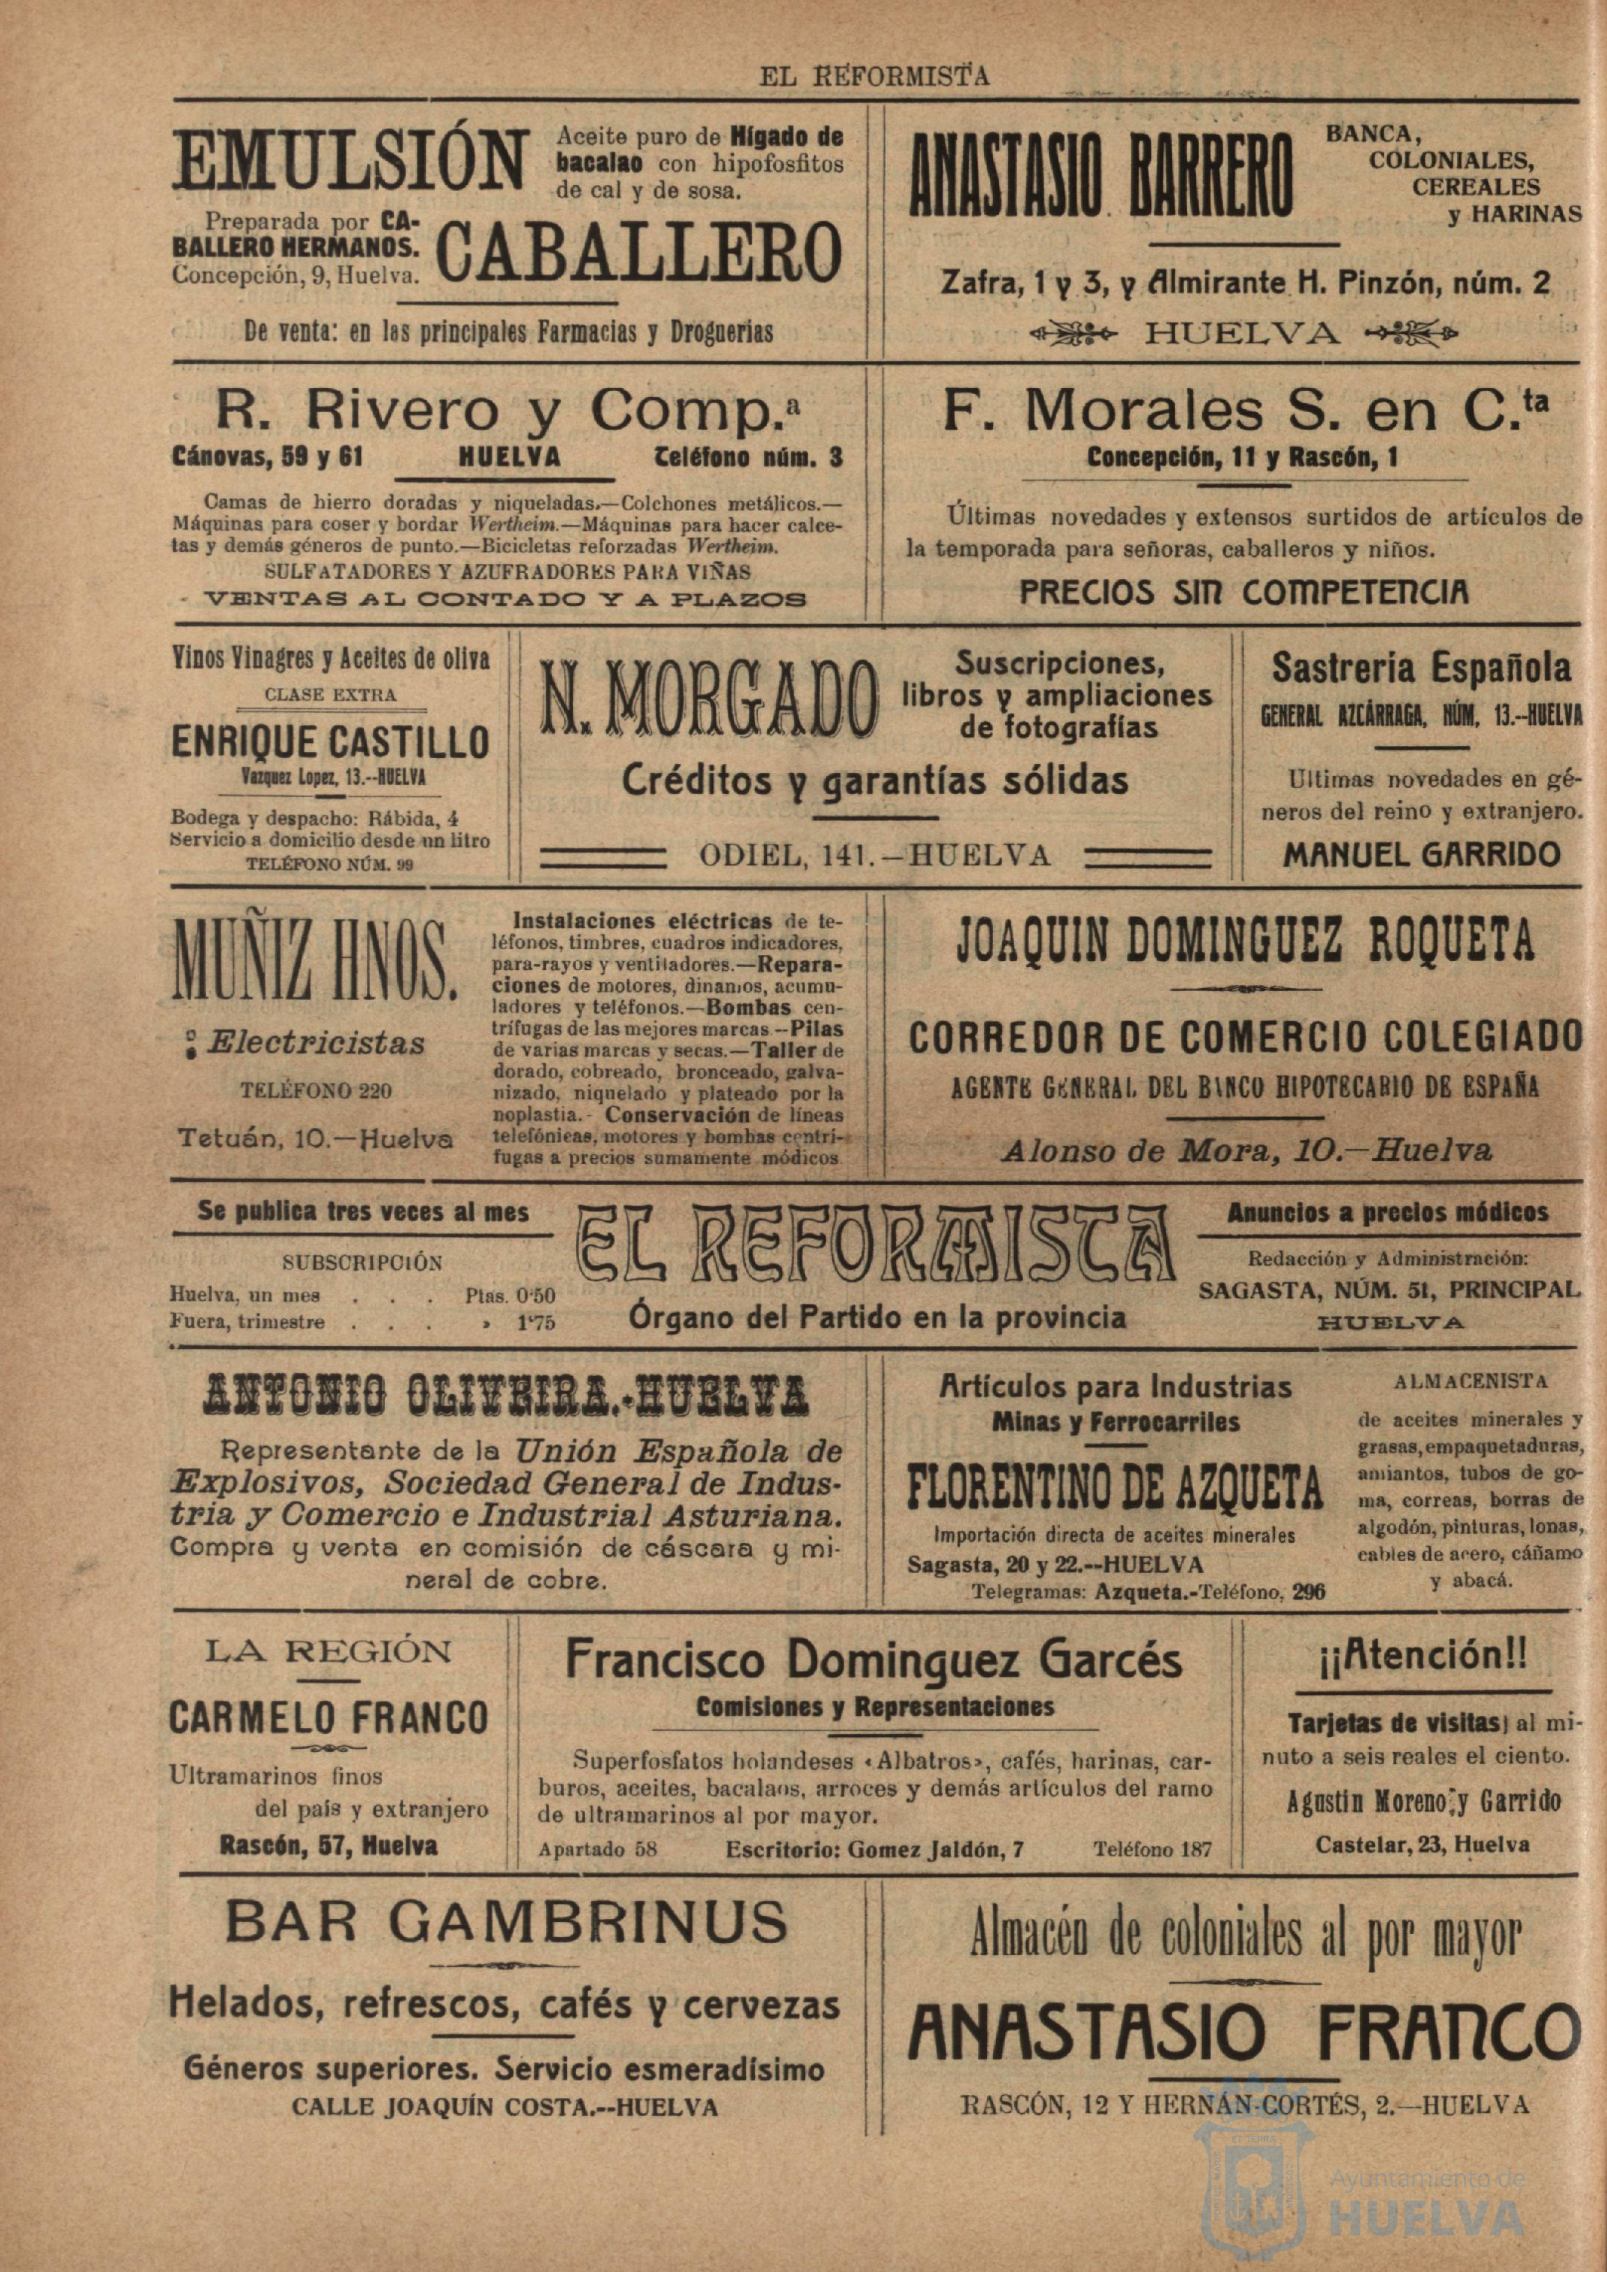 EL REFORMISTA
EMULSIÓN
Aceite puro de Hígado de
bacalao con hipofosfitos
de cal y de sosa.
Preparada por CA-
BALLERO HERMANOS.
Concepción, 9, Huelva.
CABALLERO
De venta: en las principales Farmacias y Droguerias
ANASTASIO BARRERO
BANCA,
COLONIALES,
CEREALES
y HARINAS
Zafra, 1 y 3, y Almirante H. Pinzón, núm. 2
HUELVA
R. Rivero y Comp.ª
Cánovas, 59 y 61 HUELVA Teléfono núm. 3
Camas de hierro doradas y niqueladas.—Colchones metálicos.—
Máquinas para coser y bordar Wertheim.—Máquinas para hacer calce-
tas y demás géneros de punto.—Bicicletas reforzadas Wertheim.
SULFATADORES Y AZUFRADORES PARA VIÑAS
VENTAS AL CONTADO Y A PLAZOS
F. Morales S. en C.ta
Concepción, 11 y Rascón, 1
Últimas novedades y extensos surtidos de artículos de
la temporada para señoras, caballeros y niños.
PRECIOS SIN COMPETENCIA
Vinos Vinagres y Aceites de oliva
CLASE EXTRA
ENRIQUE CASTILLO
Vazquez Lopez, 13.--HUELVA
Bodega y despacho: Rábida, 4
Servicio a domicilio desde un litro
TELÉFONO NÚM. 99
N. MORGADO
Suscripciones,
libros y ampliaciones
de fotografías
Créditos y garantías sólidas
ODIEL, 141.—HUELVA
Sastrería Española
GENERAL AZCÁRRAGA, NÚM. 13.--HUELVA
Ultimas novedades en gé-
neros del reino y extranjero.
MANUEL GARRIDO
MUÑIZ HNOS.
Electricistas
TELÉFONO 220
Tetuán, 10.—Huelva
Instalaciones eléctricas de te-
léfonos, timbres, cuadros indicadores,
para-rayos y ventiladores.—Repara-
ciones de motores, dinamos, acumu-
ladores y teléfonos.—Bombas cen-
trífugas de las mejores marcas.—Pilas
de varias marcas y secas.—Taller de
dorado, cobreado, bronceado, galva-
nizado, niquelado y plateado por la
noplastia.- Conservación de líneas
telefónicas, motores y bombas centri-
fugas a precios sumamente módicos.
JOAQUIN DOMINGUEZ ROQUETA
CORREDOR DE COMERCIO COLEGIADO
AGENTE GENERAL DEL BANCO HIPOTECARIO DE ESPAÑA
Alonso de Mora, 10.—Huelva
Se publica tres veces al mes
SUBSCRIPCIÓN
Huelva, un mes . . . Ptas. 0'50
Fuera, trimestre . . . . » 1'75
EL REFORMISTA
Órgano del Partido en la provincia
Anuncios a precios módicos
Redacción y Administración:
SAGASTA, NÚM. 51, PRINCIPAL
HUELVA
ANTONIO OLIVEIRA.-HUELVA
Representante de la Unión Española de
Explosivos, Sociedad General de Indus-
tria y Comercio e Industrial Asturiana.
Compra y venta en comisión de cáscara y mi-
neral de cobre.
Artículos para Industrias
Minas y Ferrocarriles
FLORENTINO DE AZQUETA
Importación directa de aceites minerales
Sagasta, 20 y 22.--HUELVA
Telegramas: Azqueta.-Teléfono, 296
ALMACENISTA
de aceites minerales y
grasas, empaquetaduras,
amiantos, tubos de go-
ma, correas, borras de
algodón, pinturas, lonas,
cables de acero, cáñamo
y abacá.
LA REGIÓN
CARMELO FRANCO
Ultramarinos finos
del país y extranjero
Rascón, 57, Huelva
Francisco Dominguez Garcés
Comisiones y Representaciones
Superfosfatos holandeses «Albatros», cafés, harinas, car-
buros, aceites, bacalaos, arroces y demás artículos del ramo
de ultramarinos al por mayor.
Apartado 58 Escritorio: Gomez Jaldón, 7 Teléfono 187
¡¡Atención!!
Tarjetas de visitas) al mi-
nuto a seis reales el ciento.
Agustin Moreno y Garrido
Castelar, 23, Huelva
BAR GAMBRINUS
Helados, refrescos, cafés y cervezas
Géneros superiores. Servicio esmeradísimo
CALLE JOAQUÍN COSTA.--HUELVA
Almacén de coloniales al por mayor
ANASTASIO FRANCO
RASCÓN, 12 Y HERNÁN-CORTÉS, 2.—HUELVA
Ayuntamiento de
HUELVA